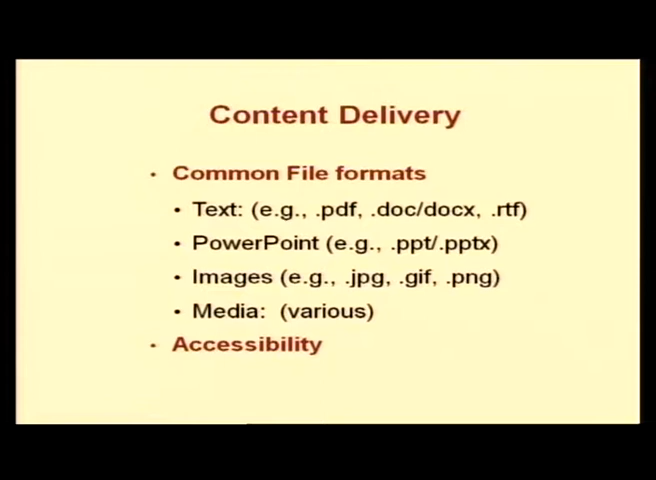 Content Delivery
• Common File formats
• Text: (e.g., .pdf, .doc/docx, .rtf)
• PowerPoint (e.g., .ppt/.pptx)
• Images (e.g., .jpg, .gif, .png)
• Media: (various)
• Accessibility